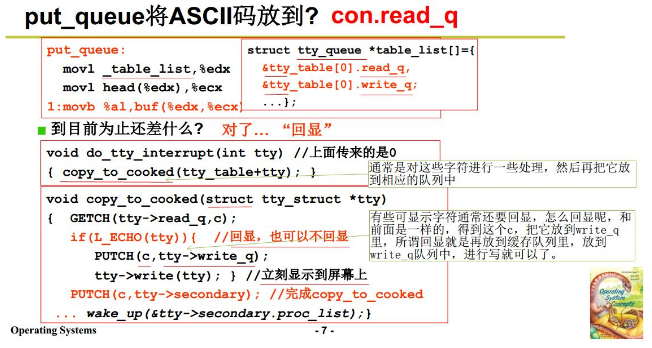 put_queue将ASCII码放到? con.read_q
put_queue:
movl _table_list,%edx
movl head(%edx),%ecx
1:movb %al,buf(%edx,%ecx)
struct tty_queue *table_list[]={
&tty_table[0].read_q,
&tty_table[0].write_q;
...};
到目前为止还差什么? 对了… “回显”
void do_tty_interrupt(int tty) //上面传来的是0
{ copy_to_cooked(tty_table+tty); }
通常是对这些字符进行一些处理，然后再把它放
到相应的队列中
void copy_to_cooked(struct tty_struct *tty)
{ GETCH(tty->read_q,c);
if(L_ECHO(tty)){ //回显，也可以不回显
PUTCH(c,tty->write_q);
tty->write(tty); } //立刻显示到屏幕上
PUTCH(c,tty->secondary); //完成copy_to_cooked
... wake_up(&tty->secondary.proc_list);}
有些可显示字符通常还要回显，怎么回显呢，和
前面是一样的，得到这个c，把它放到write_q
里，所谓回显就是再放到缓存队列里，放到
write_q队列中，进行写就可以了。
Operating System Concepts
Operating Systems
- 7 -